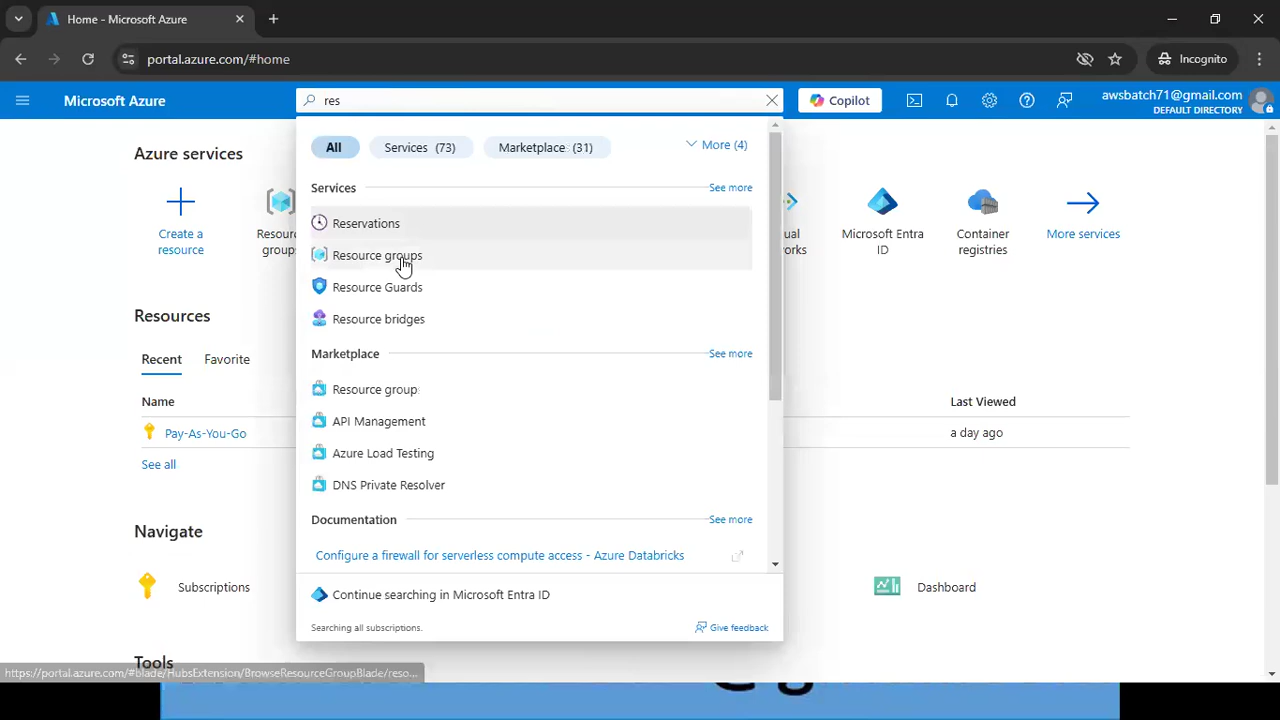 Home - Microsoft Azure
portal.azure.com/#home
Incognito
Microsoft Azure
res
Copilot
awsbatch71@gmail.com
DEFAULT DIRECTORY
All
Services (73)
Marketplace (31)
More (4)
Services
See more
Reservations
Resource groups
Resource Guards
Resource bridges
Marketplace
See more
Resource group
API Management
Azure Load Testing
DNS Private Resolver
Documentation
See more
Configure a firewall for serverless compute access - Azure Databricks
Continue searching in Microsoft Entra ID
Searching all subscriptions.
Give feedback
Azure services
Create a
resource
Microsoft Entra
ID
Container
registries
More services
Resources
Recent
Favorite
Name
Last Viewed
Pay-As-You-Go
a day ago
See all
Navigate
Subscriptions
Dashboard
Tools
https://portal.azure.com/#blade/HubsExtension/BrowseResourceGroupBlade/reso...